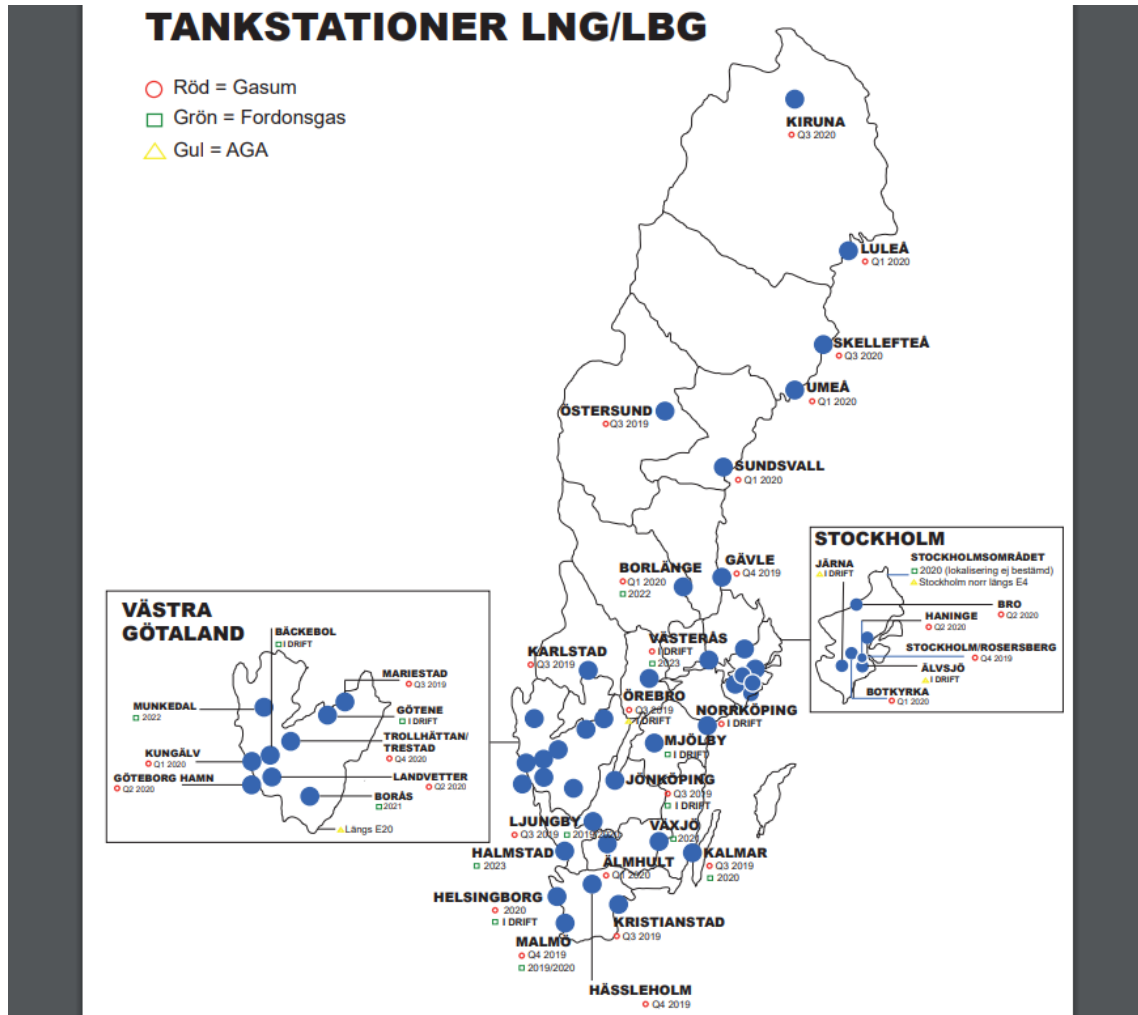 TANKSTATIONER LNG/LBG
Röd = Gasum
Grön = Fordonsgas
Gul = AGA
KIRUNA
Q3 2020
LULEÅ
Q1 2020
SKELLEFTEÅ
Q3 2020
UMEÅ
Q1 2020
ÖSTERSUND
Q3 2019
SUNDSVALL
Q1 2020
GÄVLE
Q4 2019
BORLÄNGE
Q1 2020
2022
STOCKHOLM
STOCKHOLMSOMRÅDET
2020 (lokalisering ej bestämd)
Stockholm norr längs E4
JÄRNA
I DRIFT
BRO
Q2 2020
HANINGE
Q2 2020
STOCKHOLM/ROSERSBERG
Q4 2019
ÄLVSJÖ
I DRIFT
BOTKYRKA
Q1 2020
VÄSTRA
GÖTALAND
BÄCKEBOL
I DRIFT
MARIESTAD
Q3 2019
MUNKEDAL
2022
GÖTENE
I DRIFT
TROLLHÄTTAN/
TRESTAD
Q4 2020
KUNGÄLV
Q1 2020
GÖTEBORG HAMN
Q2 2020
LANDVETTER
Q2 2020
BORÅS
2021
Längs E20
VÄSTERÅS
I DRIFT
2023
KARLSTAD
Q3 2019
ÖREBRO
Q3 2019
I DRIFT
NORRKÖPING
I DRIFT
MJÖLBY
I DRIFT
JÖNKÖPING
Q3 2019
I DRIFT
LJUNGBY
Q3 2019
2019/2020
VÄXJÖ
HALMSTAD
2023
ÄLMHULT
Q1 2020
KALMAR
Q3 2019
2020
HELSINGBORG
2020
I DRIFT
KRISTIANSTAD
Q3 2019
MALMÖ
Q4 2019
2019/2020
HÄSSLEHOLM
Q4 2019